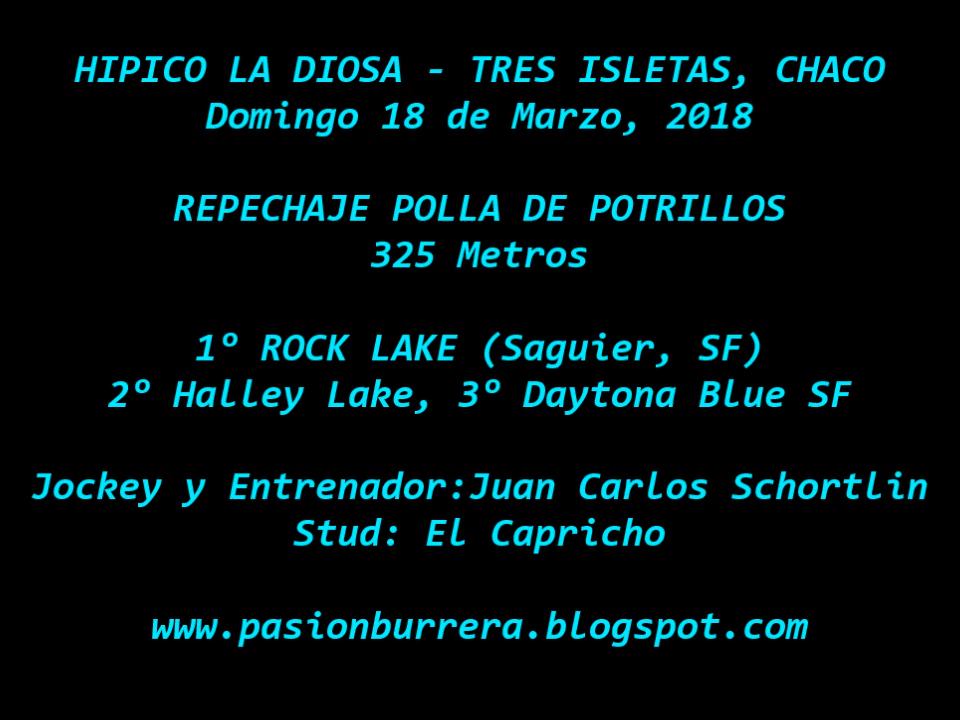 HIPICO LA DIOSA - TRES ISLETAS, CHACO
Domingo 18 de Marzo, 2018
REPECHAJE POLLA DE POTRILLOS
325 Metros
1º ROCK LAKE (Saguier, SF)
2º Halley Lake, 3º Daytona Blue SF
Jockey y Entrenador:Juan Carlos Schortlin
Stud: El Capricho
www.pasionburrera.blogspot.com